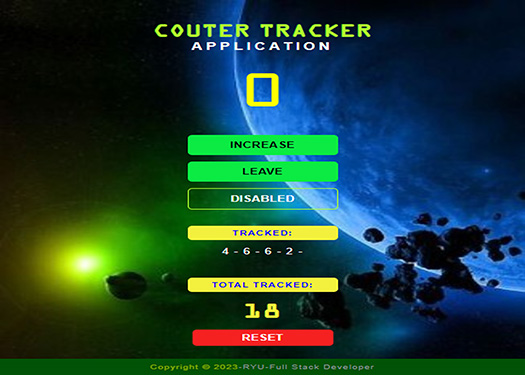 COUTER TRACKER
APPLICATION
0
INCREASE
LEAVE
DISABLED
TRACKED:
4 - 6 - 6 - 2 -
TOTAL TRACKED:
18
RESET
Copyright © 2023-RYU-Full Stack Developer